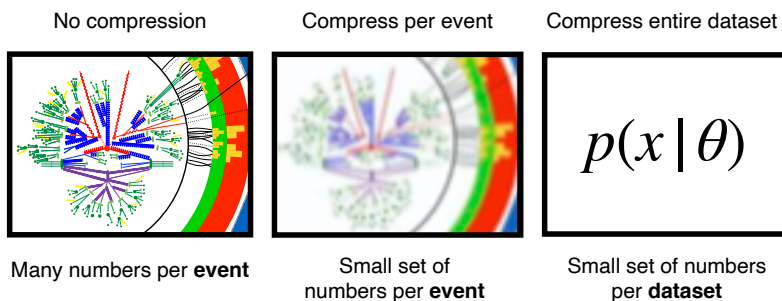 No compression
Compress per event
Compress entire dataset
p(x | θ)
Many numbers per event
Small set of
numbers per event
Small set of numbers
per dataset